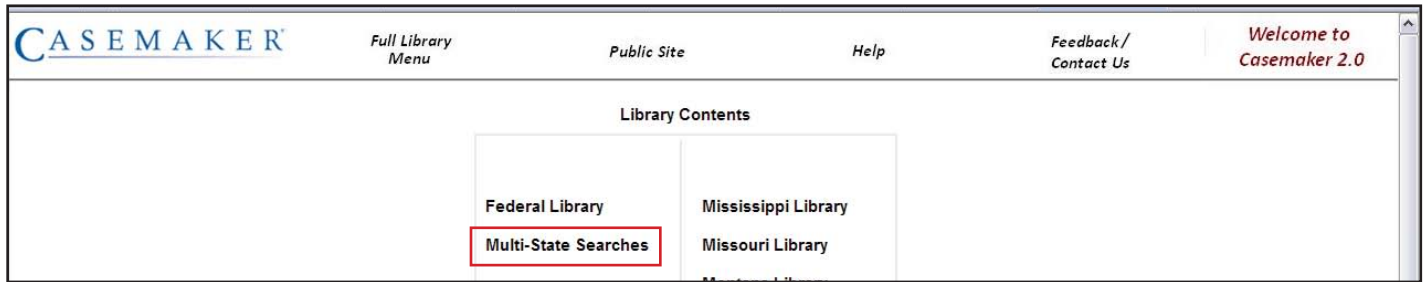 CASEMAKER
Full Library
Menu
Public Site
Help
Feedback/
Contact Us
Welcome to
Casemaker 2.0
Library Contents
Federal Library
Mississippi Library
Multi-State Searches
Missouri Library